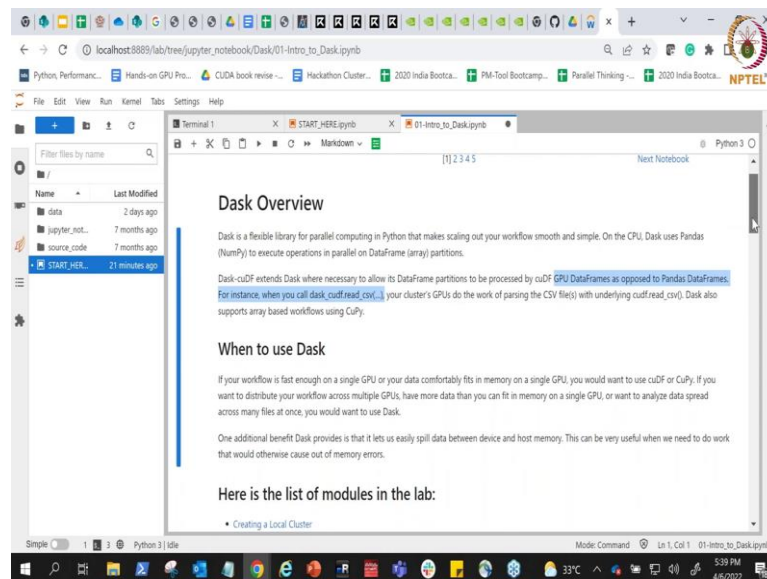 localhost:8889/lab/tree/jupyter_notebook/Dask/01-Intro_to_Dask.ipynb
Python, Performanc... Hands-on GPU Pro... CUDA book revise -... Hackathon Cluster... 2020 India Bootca... PM-Tool Bootcamp... Parallel Thinking -... 2020 India Bootca...
NPTEL
File Edit View Run Kernel Tabs Settings Help
Terminal 1 START_HERE.ipynb 01-Intro_to_Dask.ipynb
Markdown Python 3
Filter files by name
/
Name Last Modified
data 2 days ago
jupyter_not... 7 months ago
source_code 7 months ago
START_HER... 21 minutes ago
[1] 2 3 4 5 Next Notebook
Dask Overview
Dask is a flexible library for parallel computing in Python that makes scaling out your workflow smooth and simple. On the CPU, Dask uses Pandas
(NumPy) to execute operations in parallel on DataFrame (array) partitions.
Dask-cuDF extends Dask where necessary to allow its DataFrame partitions to be processed by cuDF GPU DataFrames as opposed to Pandas DataFrames.
For instance, when you call dask_cudf.read_csv(...), your cluster's GPUs do the work of parsing the CSV file(s) with underlying cudf.read_csv(). Dask also
supports array based workflows using CuPy.
When to use Dask
If your workflow is fast enough on a single GPU or your data comfortably fits in memory on a single GPU, you would want to use cuDF or CuPy. If you
want to distribute your workflow across multiple GPUs, have more data than you can fit in memory on a single GPU, or want to analyze data spread
across many files at once, you would want to use Dask.
One additional benefit Dask provides is that it lets us easily spill data between device and host memory. This can be very useful when we need to do work
that would otherwise cause out of memory errors.
Here is the list of modules in the lab:
• Creating a Local Cluster
Simple 1 3 Python 3 | Idle Mode: Command Ln 1, Col 1 01-Intro_to_Dask.ipynb
33°C 5:39 PM
4/6/2022